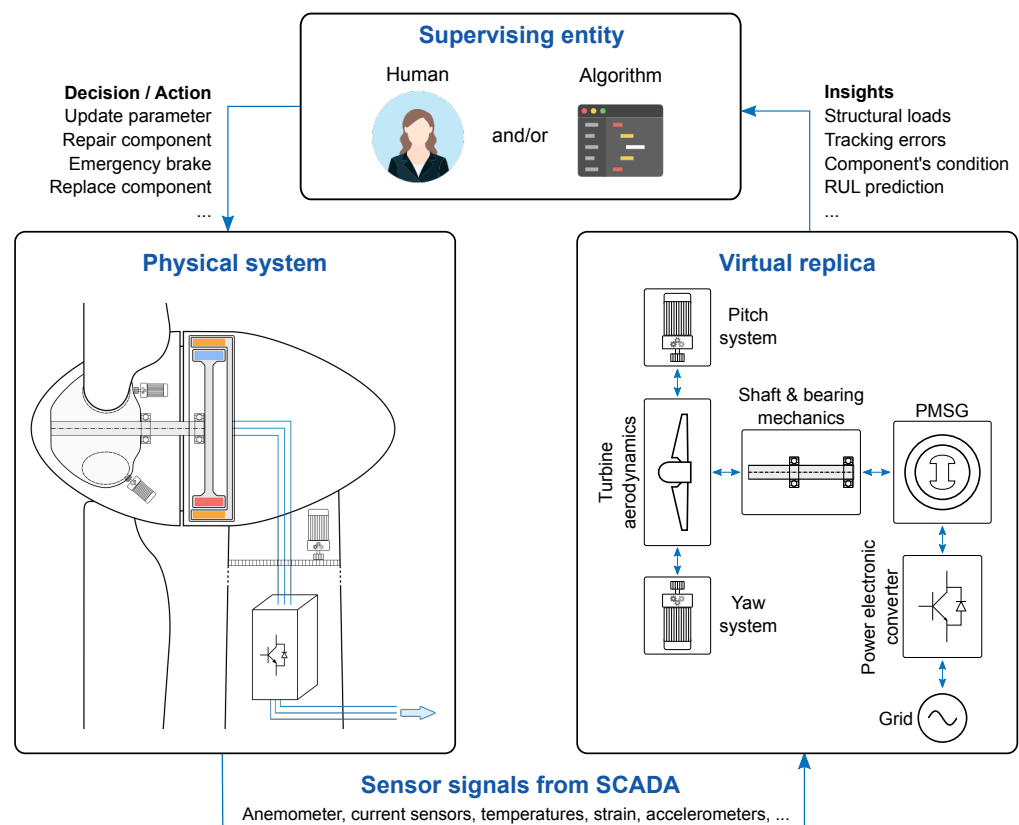 Supervising entity
Human
Algorithm
and/or
Decision / Action
Update parameter
Repair component
Emergency brake
Replace component
...
Insights
Structural loads
Tracking errors
Component's condition
RUL prediction
...
Physical system
Virtual replica
Pitch
system
Turbine
aerodynamics
Shaft & bearing
mechanics
PMSG
Yaw
system
Power electronic
converter
Grid
Sensor signals from SCADA
Anemometer, current sensors, temperatures, strain, accelerometers, ...